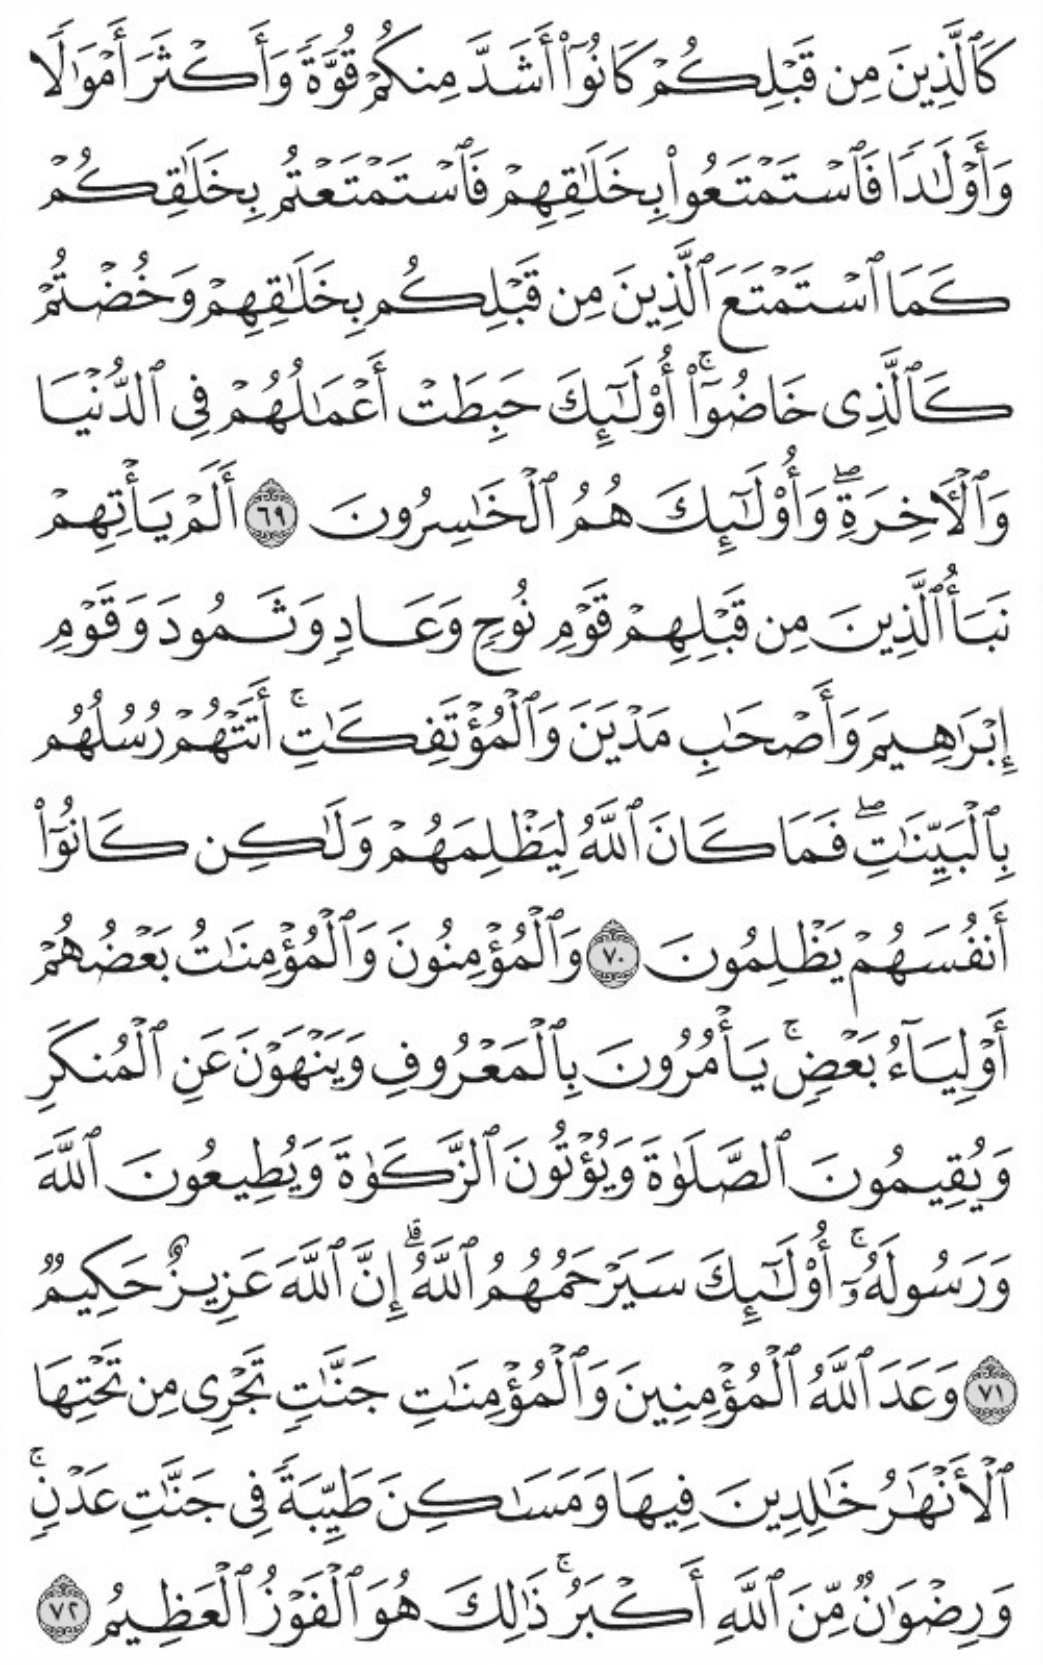 كَٱلَّذِينَ مِن قَبْلِكُمْ كَانُوٓا۟ أَشَدَّ مِنكُمْ قُوَّةً وَأَكْثَرَ أَمْوَٰلًا
وَأَوْلَٰدًا فَٱسْتَمْتَعُوا۟ بِخَلَٰقِهِمْ فَٱسْتَمْتَعْتُم بِخَلَٰقِكُمْ
كَمَا ٱسْتَمْتَعَ ٱلَّذِينَ مِن قَبْلِكُم بِخَلَٰقِهِمْ وَخُضْتُمْ
كَٱلَّذِى خَاضُوٓا۟ ۚ أُو۟لَٰٓئِكَ حَبِطَتْ أَعْمَٰلُهُمْ فِى ٱلدُّنْيَا
وَٱلْـَٔاخِرَةِ ۖ وَأُو۟لَٰٓئِكَ هُمُ ٱلْخَٰسِرُونَ ٦٩ أَلَمْ يَأْتِهِمْ
نَبَأُ ٱلَّذِينَ مِن قَبْلِهِمْ قَوْمِ نُوحٍ وَعَادٍ وَثَمُودَ وَقَوْمِ
إِبْرَٰهِيمَ وَأَصْحَٰبِ مَدْيَنَ وَٱلْمُؤْتَفِكَٰتِ ۚ أَتَتْهُمْ رُسُلُهُم
بِٱلْبَيِّنَٰتِ ۖ فَمَا كَانَ ٱللَّهُ لِيَظْلِمَهُمْ وَلَٰكِن كَانُوٓا۟
أَنفُسَهُمْ يَظْلِمُونَ ٧٠ وَٱلْمُؤْمِنُونَ وَٱلْمُؤْمِنَٰتُ بَعْضُهُمْ
أَوْلِيَآءُ بَعْضٍ ۚ يَأْمُرُونَ بِٱلْمَعْرُوفِ وَيَنْهَوْنَ عَنِ ٱلْمُنكَرِ
وَيُقِيمُونَ ٱلصَّلَوٰةَ وَيُؤْتُونَ ٱلزَّكَوٰةَ وَيُطِيعُونَ ٱللَّهَ
وَرَسُولَهُۥٓ ۚ أُو۟لَٰٓئِكَ سَيَرْحَمُهُمُ ٱللَّهُ ۗ إِنَّ ٱللَّهَ عَزِيزٌ حَكِيمٌ
٧١ وَعَدَ ٱللَّهُ ٱلْمُؤْمِنِينَ وَٱلْمُؤْمِنَٰتِ جَنَّٰتٍ تَجْرِى مِن تَحْتِهَا
ٱلْأَنْهَٰرُ خَٰلِدِينَ فِيهَا وَمَسَٰكِنَ طَيِّبَةً فِى جَنَّٰتِ عَدْنٍ ۚ
وَرِضْوَٰنٌ مِّنَ ٱللَّهِ أَكْبَرُ ۚ ذَٰلِكَ هُوَ ٱلْفَوْزُ ٱلْعَظِيمُ ٧٢